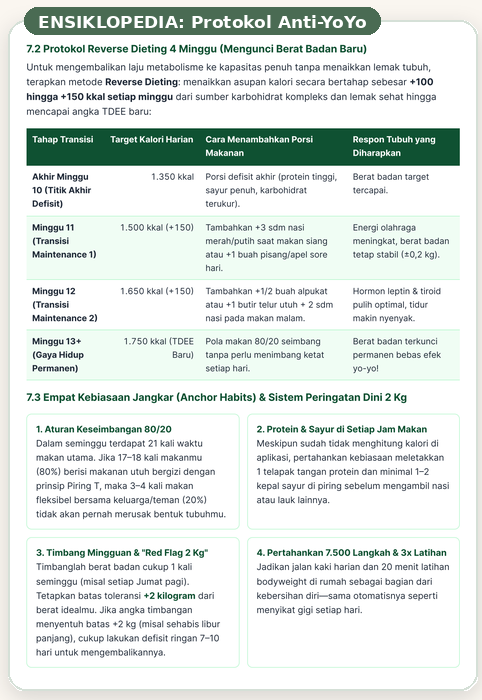 ENSIKLOPEDIA: Protokol Anti-YoYo
7.2 Protokol Reverse Dieting 4 Minggu (Mengunci Berat Badan Baru)
Untuk mengembalikan laju metabolisme ke kapasitas penuh tanpa menaikkan lemak tubuh,
terapkan metode Reverse Dieting: menaikkan asupan kalori secara bertahap sebesar +100
hingga +150 kkal setiap minggu dari sumber karbohidrat kompleks dan lemak sehat hingga
mencapai angka TDEE baru:
Tahap Transisi
Target Kalori Harian
Cara Menambahkan Porsi
Makanan
Respon Tubuh yang
Diharapkan
Akhir Minggu
10 (Titik Akhir
Defisit)
1.350 kkal
Porsi defisit akhir (protein tinggi,
sayur penuh, karbohidrat
terukur).
Berat badan target
tercapai.
Minggu 11
(Transisi
Maintenance 1)
1.500 kkal (+150)
Tambahkan +3 sdm nasi
merah/putih saat makan siang
atau +1 buah pisang/apel sore
hari.
Energi olahraga
meningkat, berat badan
tetap stabil (±0,2 kg).
Minggu 12
(Transisi
Maintenance 2)
1.650 kkal (+150)
Tambahkan +1/2 buah alpukat
atau +1 butir telur utuh + 2 sdm
nasi pada makan malam.
Hormon leptin & tiroid
pulih optimal, tidur
makin nyenyak.
Minggu 13+
(Gaya Hidup
Permanen)
1.750 kkal (TDEE
Baru)
Pola makan 80/20 seimbang
tanpa perlu menimbang ketat
setiap hari.
Berat badan terkunci
permanen bebas efek
yo-yo!
7.3 Empat Kebiasaan Jangkar (Anchor Habits) & Sistem Peringatan Dini 2 Kg
1. Aturan Keseimbangan 80/20
Dalam seminggu terdapat 21 kali waktu
makan utama. Jika 17–18 kali makanmu
(80%) berisi makanan utuh bergizi dengan
prinsip Piring T, maka 3–4 kali makan
fleksibel bersama keluarga/teman (20%)
tidak akan pernah merusak bentuk tubuhmu.
2. Protein & Sayur di Setiap Jam Makan
Meskipun sudah tidak menghitung kalori di
aplikasi, pertahankan kebiasaan meletakkan
1 telapak tangan protein dan minimal 1–2
kepal sayur di piring sebelum mengambil nasi
atau lauk lainnya.
3. Timbang Mingguan & "Red Flag 2 Kg"
Timbanglah berat badan cukup 1 kali
seminggu (misal setiap Jumat pagi).
Tetapkan batas toleransi +2 kilogram dari
berat idealmu. Jika angka timbangan
menyentuh batas +2 kg (misal sehabis libur
panjang), cukup lakukan defisit ringan 7–10
hari untuk mengembalikannya.
4. Pertahankan 7.500 Langkah & 3x Latihan
Jadikan jalan kaki harian dan 20 menit latihan
bodyweight di rumah sebagai bagian dari
kebersihan diri—sama otomatisnya seperti
menyikat gigi setiap hari.